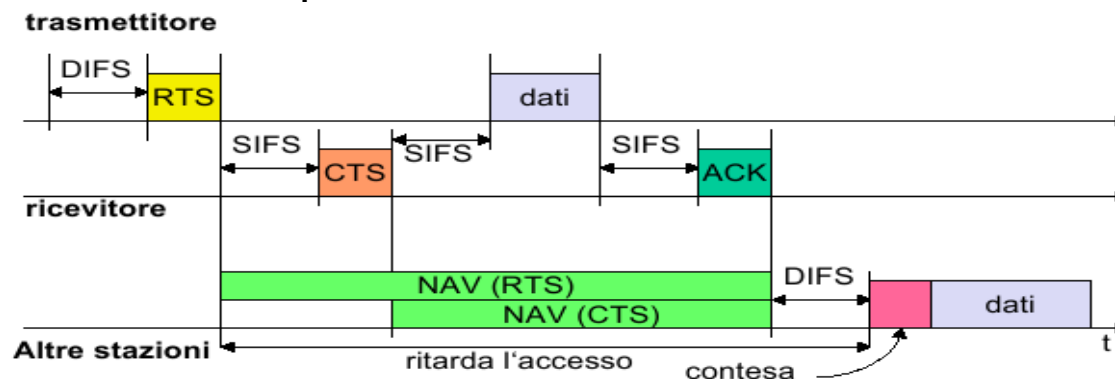 trasmettitore
DIFS
RTS
dati
SIFS
CTS
SIFS
SIFS
ACK
ricevitore
NAV (RTS)
DIFS
NAV (CTS)
dati
Altre stazioni
ritarda l'accesso
contesa
t